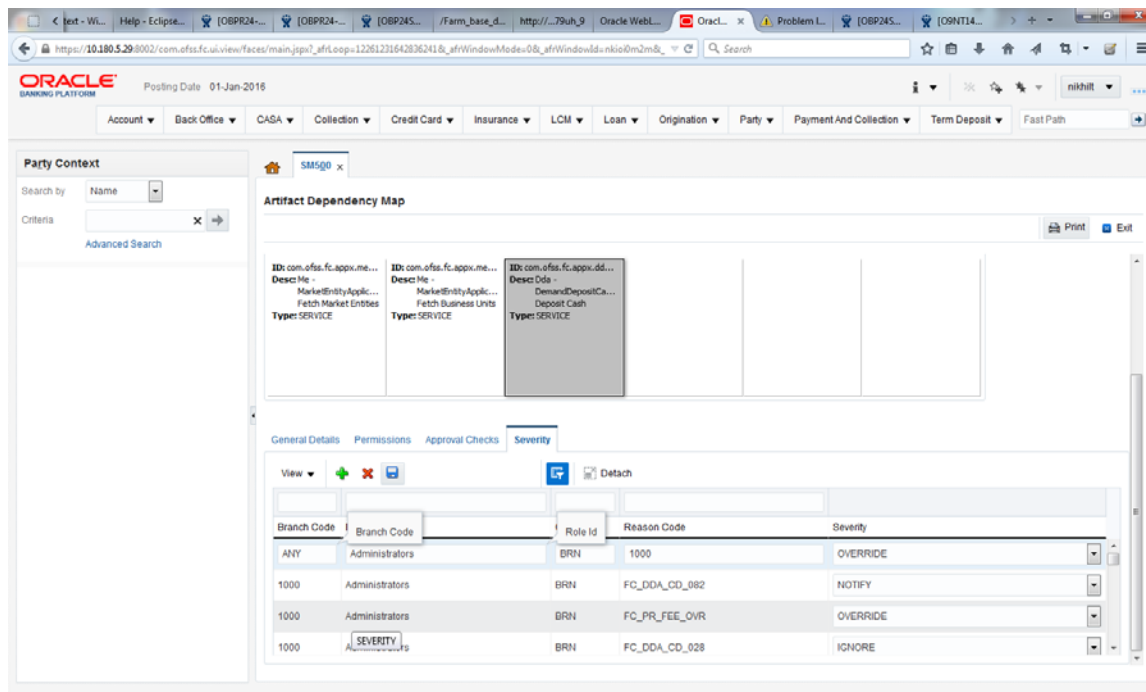 text - Wi... Help - Eclipse... [OBPR24-... [OBPR24-... [OBP24S... /Farm_base_d... http://...79uh_9 Oracle WebL... Oracl... x Problem l... [OBP24S... [O9NT14...
https://10.180.5.29:8002/com.ofss.fc.ui.view/faces/main.jspx?_afrLoop=12261231642836241&_afrWindowMode=0&_afrWindowId=nkioi0m2m&_ Search
ORACLE
BANKING PLATFORM
Posting Date 01-Jan-2016
nikhilt
Account Back Office CASA Collection Credit Card Insurance LCM Loan Origination Party Payment And Collection Term Deposit Fast Path
Party Context
Search by Name
Criteria
Advanced Search
SM500 x
Artifact Dependency Map
Print Exit
ID: com.ofss.fc.appx.me... ID: com.ofss.fc.appx.me... ID: com.ofss.fc.appx.dd...
Desc: Me - Desc: Me - Desc: Dda -
MarketEntityApplic... MarketEntityApplic... DemandDepositCa...
Fetch Market Entities Fetch Business Units Deposit Cash
Type: SERVICE Type: SERVICE Type: SERVICE
General Details Permissions Approval Checks Severity
View Detach
Branch Code Reason Code Severity
Branch Code Role Id
ANY Administrators BRN 1000 OVERRIDE
1000 Administrators BRN FC_DDA_CD_082 NOTIFY
1000 Administrators BRN FC_PR_FEE_OVR OVERRIDE
SEVERITY
1000 BRN FC_DDA_CD_028 IGNORE